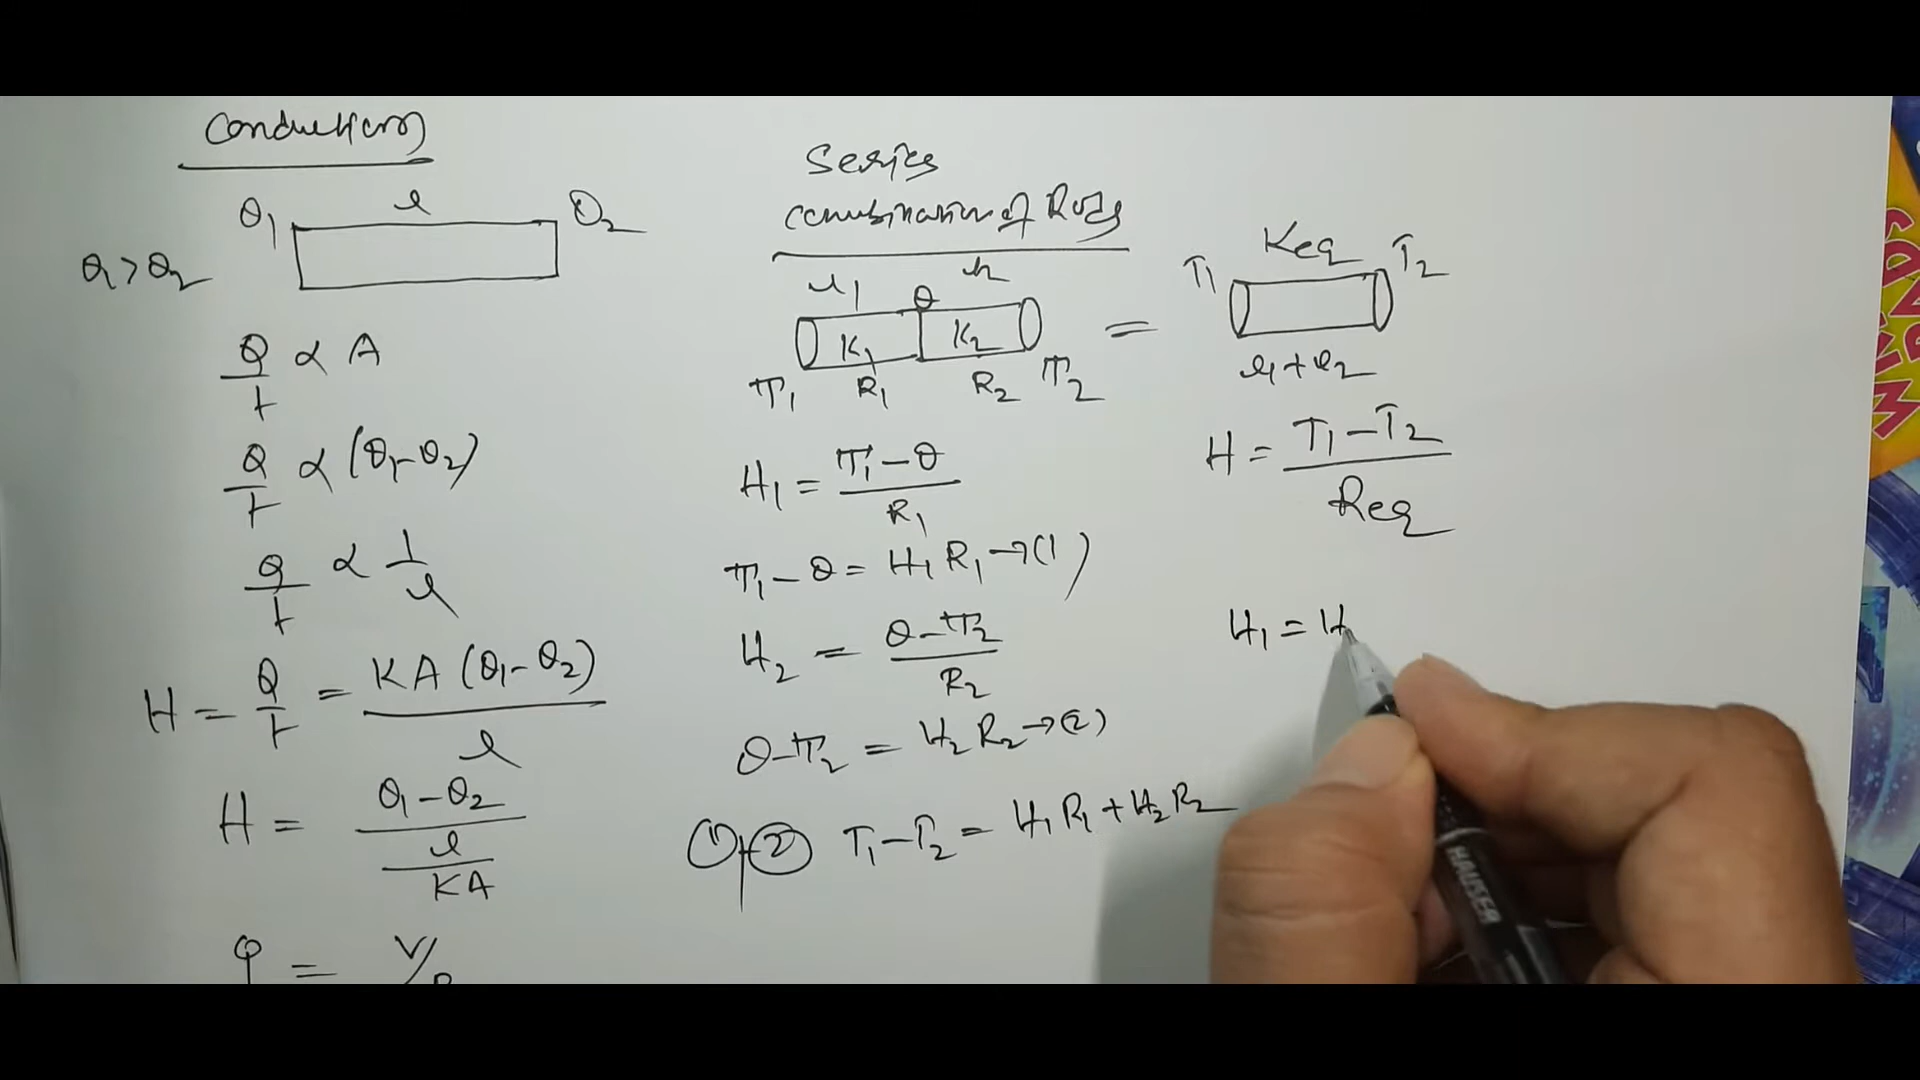 Conduction
θ1 l θ2
θ1 > θ2
Q/t ∝ A
Q/t ∝ (θ1-θ2)
Q/t ∝ 1/l
H = Q/t = KA(θ1-θ2)/l
H = (θ1-θ2)/(l/KA)
V/R
Series
combination of Rods
l1 l2
θ
K1 K2
T1 R1 R2 T2
=
Keq
T1 T2
l1+l2
H1 = (T1-θ)/R1
T1-θ = H1R1→(1)
H2 = (θ-T2)/R2
θ-T2 = H2R2→(2)
①+② T1-T2 = H1R1+H2R2
H = (T1-T2)/Req
H1 = H
HAUSER